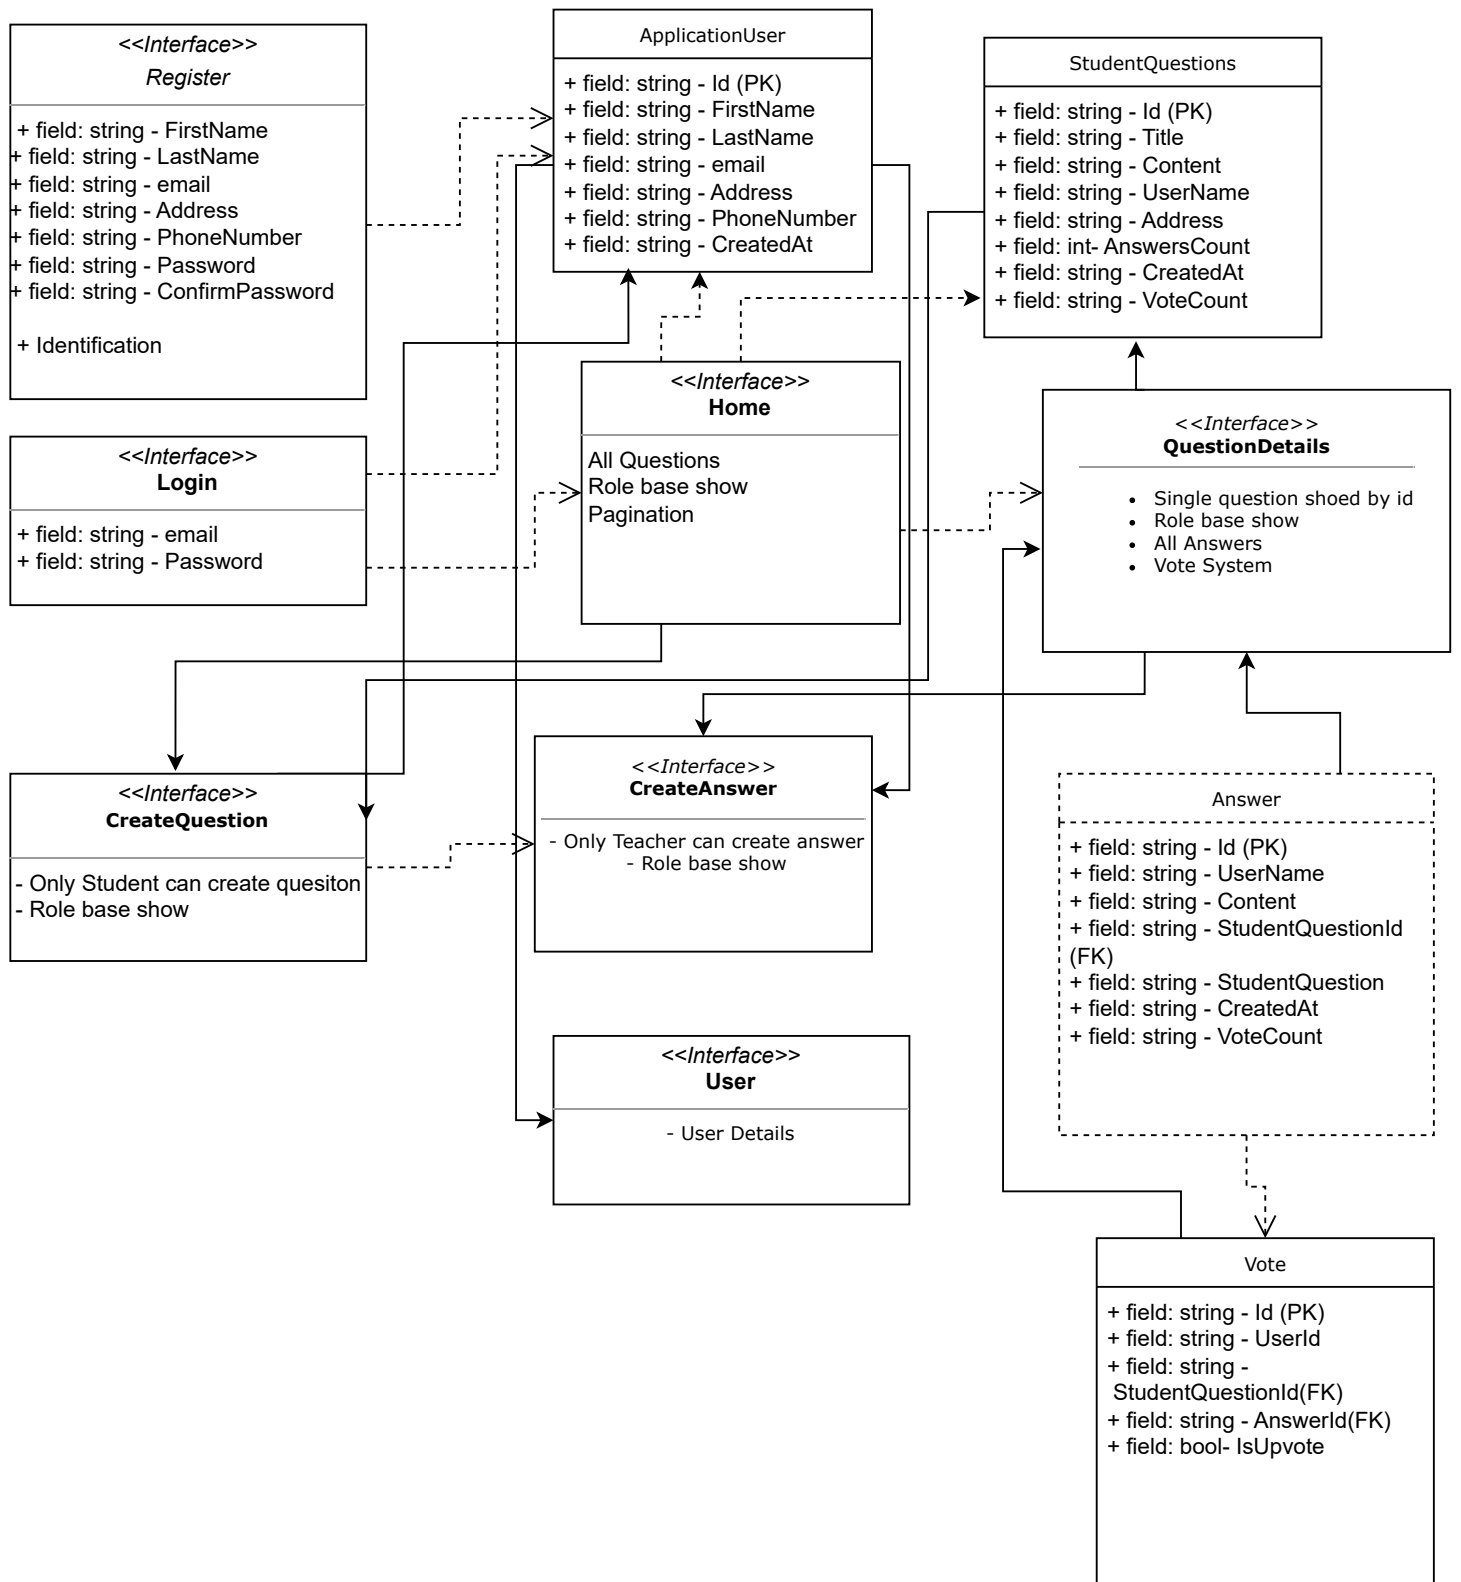 <<Interface>>
Register
+ field: string - FirstName
+ field: string - LastName
+ field: string - email
+ field: string - Address
+ field: string - PhoneNumber
+ field: string - Password
+ field: string - ConfirmPassword
+ Identification
ApplicationUser
+ field: string - Id (PK)
+ field: string - FirstName
+ field: string - LastName
+ field: string - email
+ field: string - Address
+ field: string - PhoneNumber
+ field: string - CreatedAt
StudentQuestions
+ field: string - Id (PK)
+ field: string - Title
+ field: string - Content
+ field: string - UserName
+ field: string - Address
+ field: int- AnswersCount
+ field: string - CreatedAt
+ field: string - VoteCount
<<Interface>>
Login
+ field: string - email
+ field: string - Password
<<Interface>>
Home
All Questions
Role base show
Pagination
<<Interface>>
QuestionDetails
• Single question shoed by id
• Role base show
• All Answers
• Vote System
<<Interface>>
CreateQuestion
- Only Student can create quesiton
- Role base show
<<Interface>>
CreateAnswer
- Only Teacher can create answer
- Role base show
Answer
+ field: string - Id (PK)
+ field: string - UserName
+ field: string - Content
+ field: string - StudentQuestionId
(FK)
+ field: string - StudentQuestion
+ field: string - CreatedAt
+ field: string - VoteCount
<<Interface>>
User
- User Details
Vote
+ field: string - Id (PK)
+ field: string - UserId
+ field: string -
StudentQuestionId(FK)
+ field: string - AnswerId(FK)
+ field: bool- IsUpvote